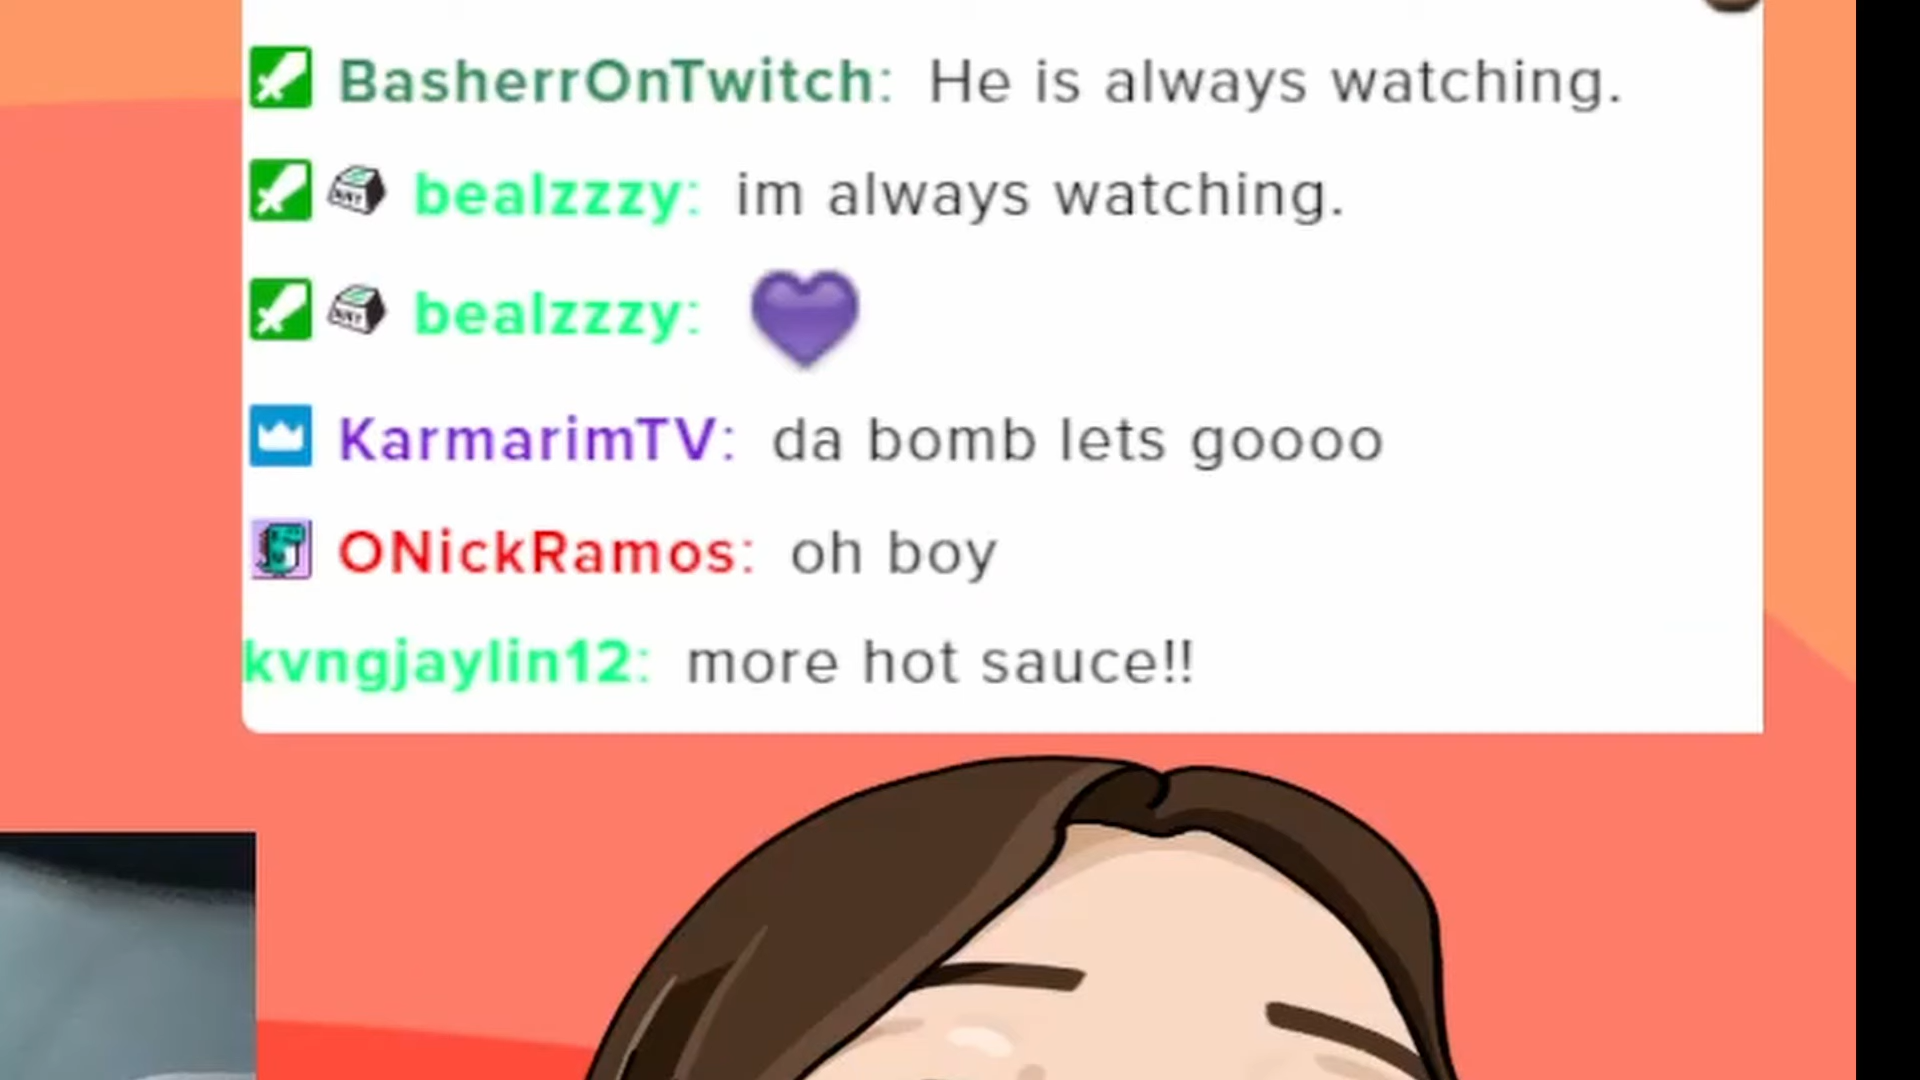 BasherrOnTwitch: He is always watching.
bealzzzy: im always watching.
bealzzzy: 💜
KarmarimTV: da bomb lets goooo
ONickRamos: oh boy
kvngjaylin12: more hot sauce!!